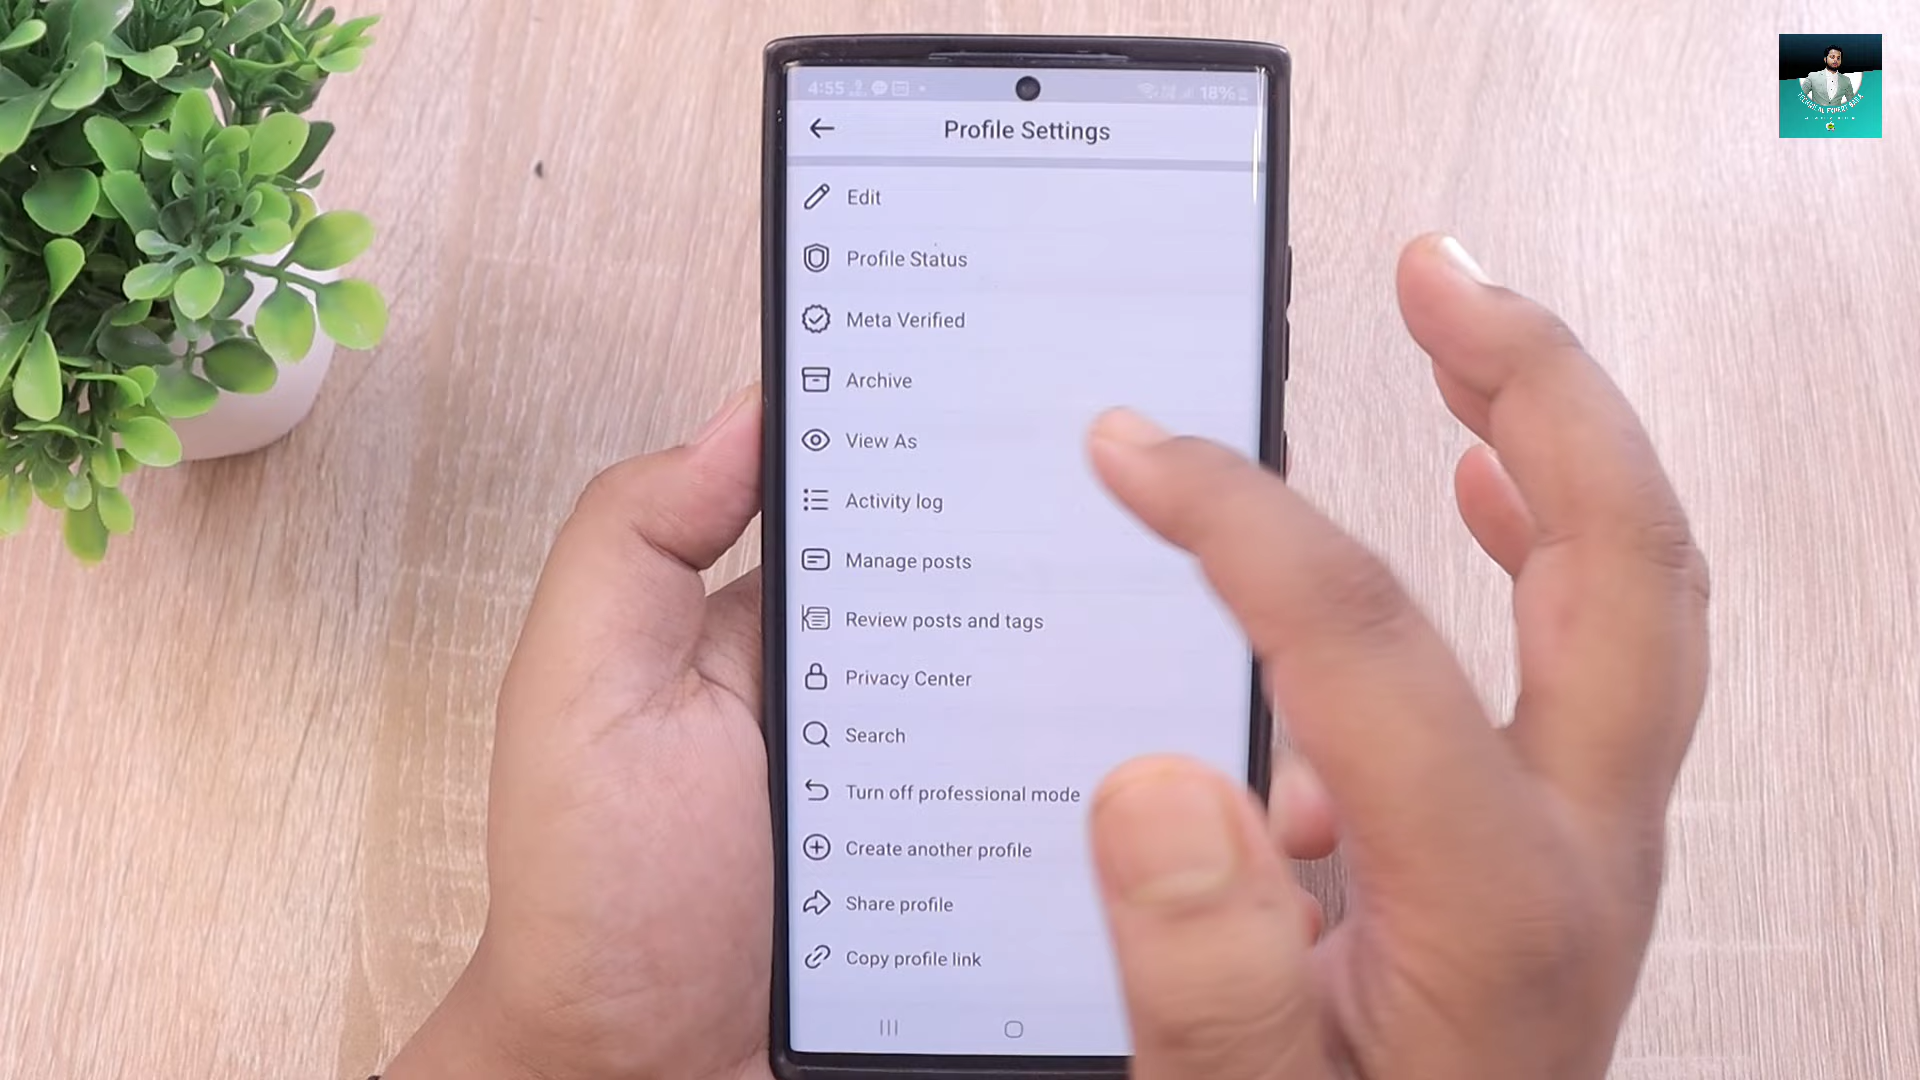 4:55
18%
Profile Settings
Edit
Profile Status
Meta Verified
Archive
View As
Activity log
Manage posts
Review posts and tags
Privacy Center
Search
Turn off professional mode
Create another profile
Share profile
Copy profile link